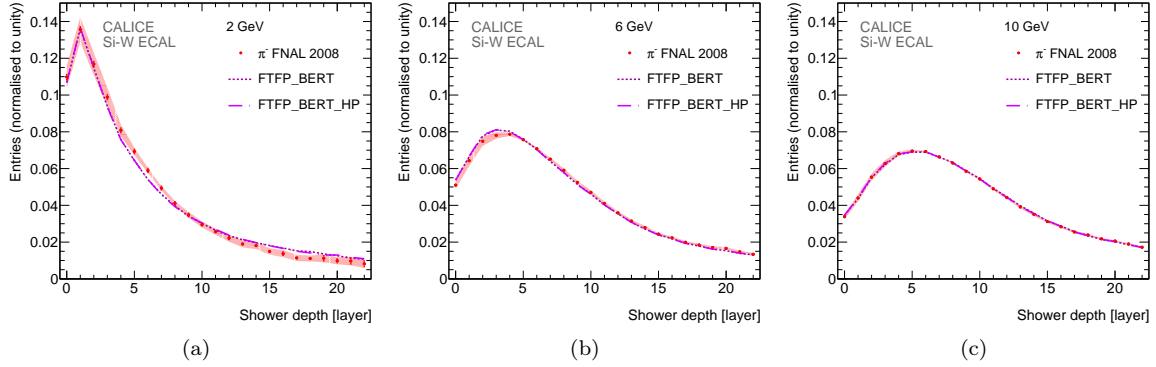 Entries (normalised to unity)
0.14
0.12
0.1
0.08
0.06
0.04
0.02
0
CALICE
Si-W ECAL
2 GeV
π- FNAL 2008
FTFP_BERT
FTFP_BERT_HP
0 5 10 15 20
Shower depth [layer]
(a)
Entries (normalised to unity)
0.14
0.12
0.1
0.08
0.06
0.04
0.02
0
CALICE
Si-W ECAL
6 GeV
π- FNAL 2008
FTFP_BERT
FTFP_BERT_HP
0 5 10 15 20
Shower depth [layer]
(b)
Entries (normalised to unity)
0.14
0.12
0.1
0.08
0.06
0.04
0.02
0
CALICE
Si-W ECAL
10 GeV
π- FNAL 2008
FTFP_BERT
FTFP_BERT_HP
0 5 10 15 20
Shower depth [layer]
(c)